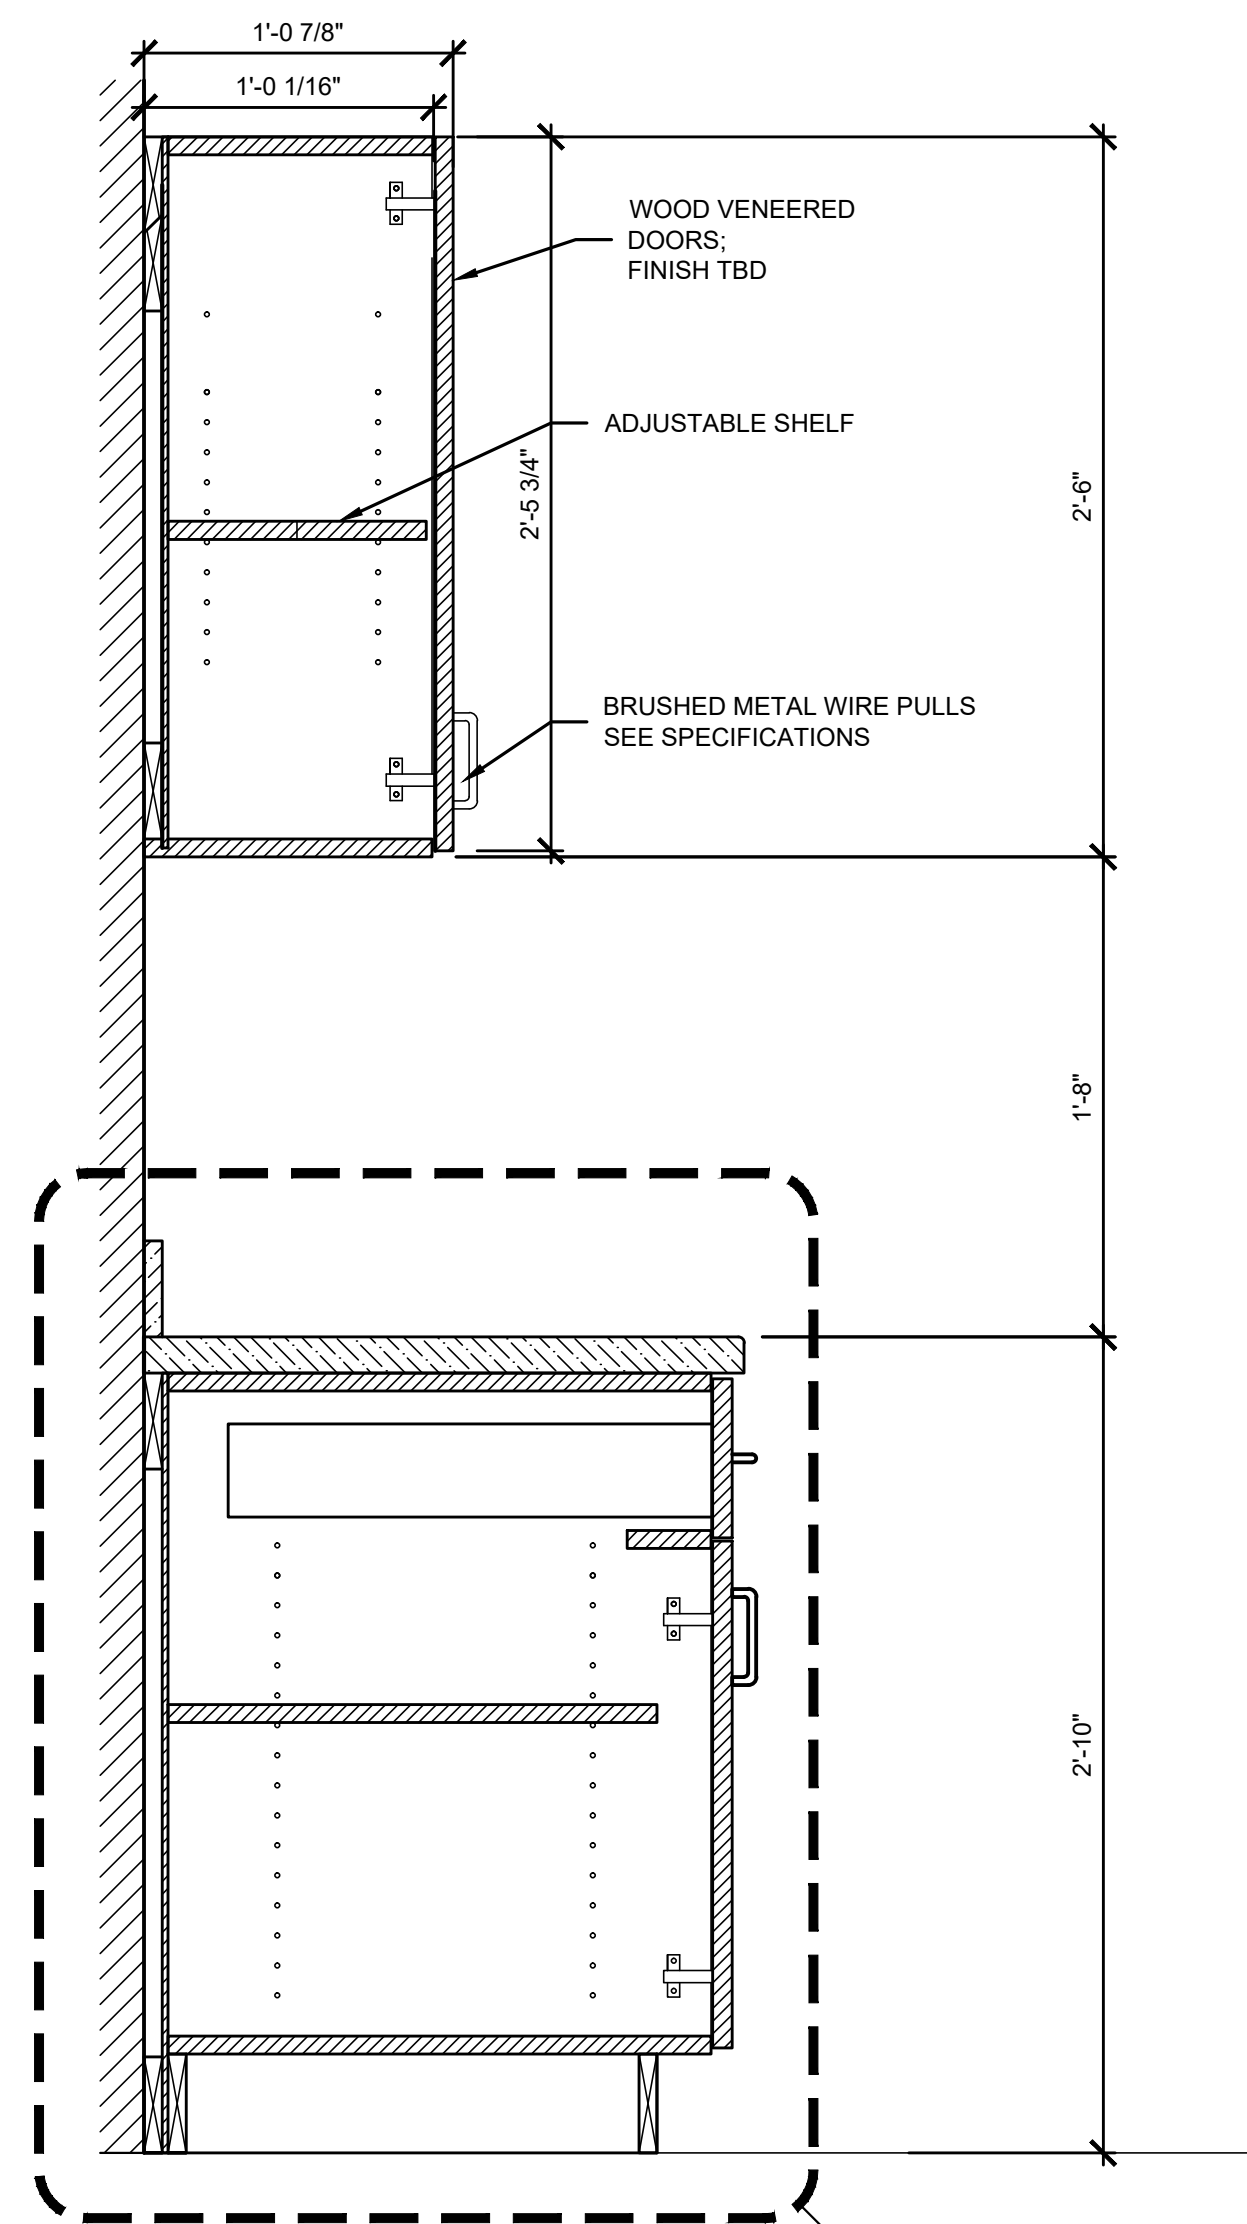 1'-0 7/8"
1'-0 1/16"
WOOD VENEERED
DOORS;
FINISH TBD
ADJUSTABLE SHELF
2'-5 3/4"
2'-6"
BRUSHED METAL WIRE PULLS
SEE SPECIFICATIONS
1'-8"
2'-10"